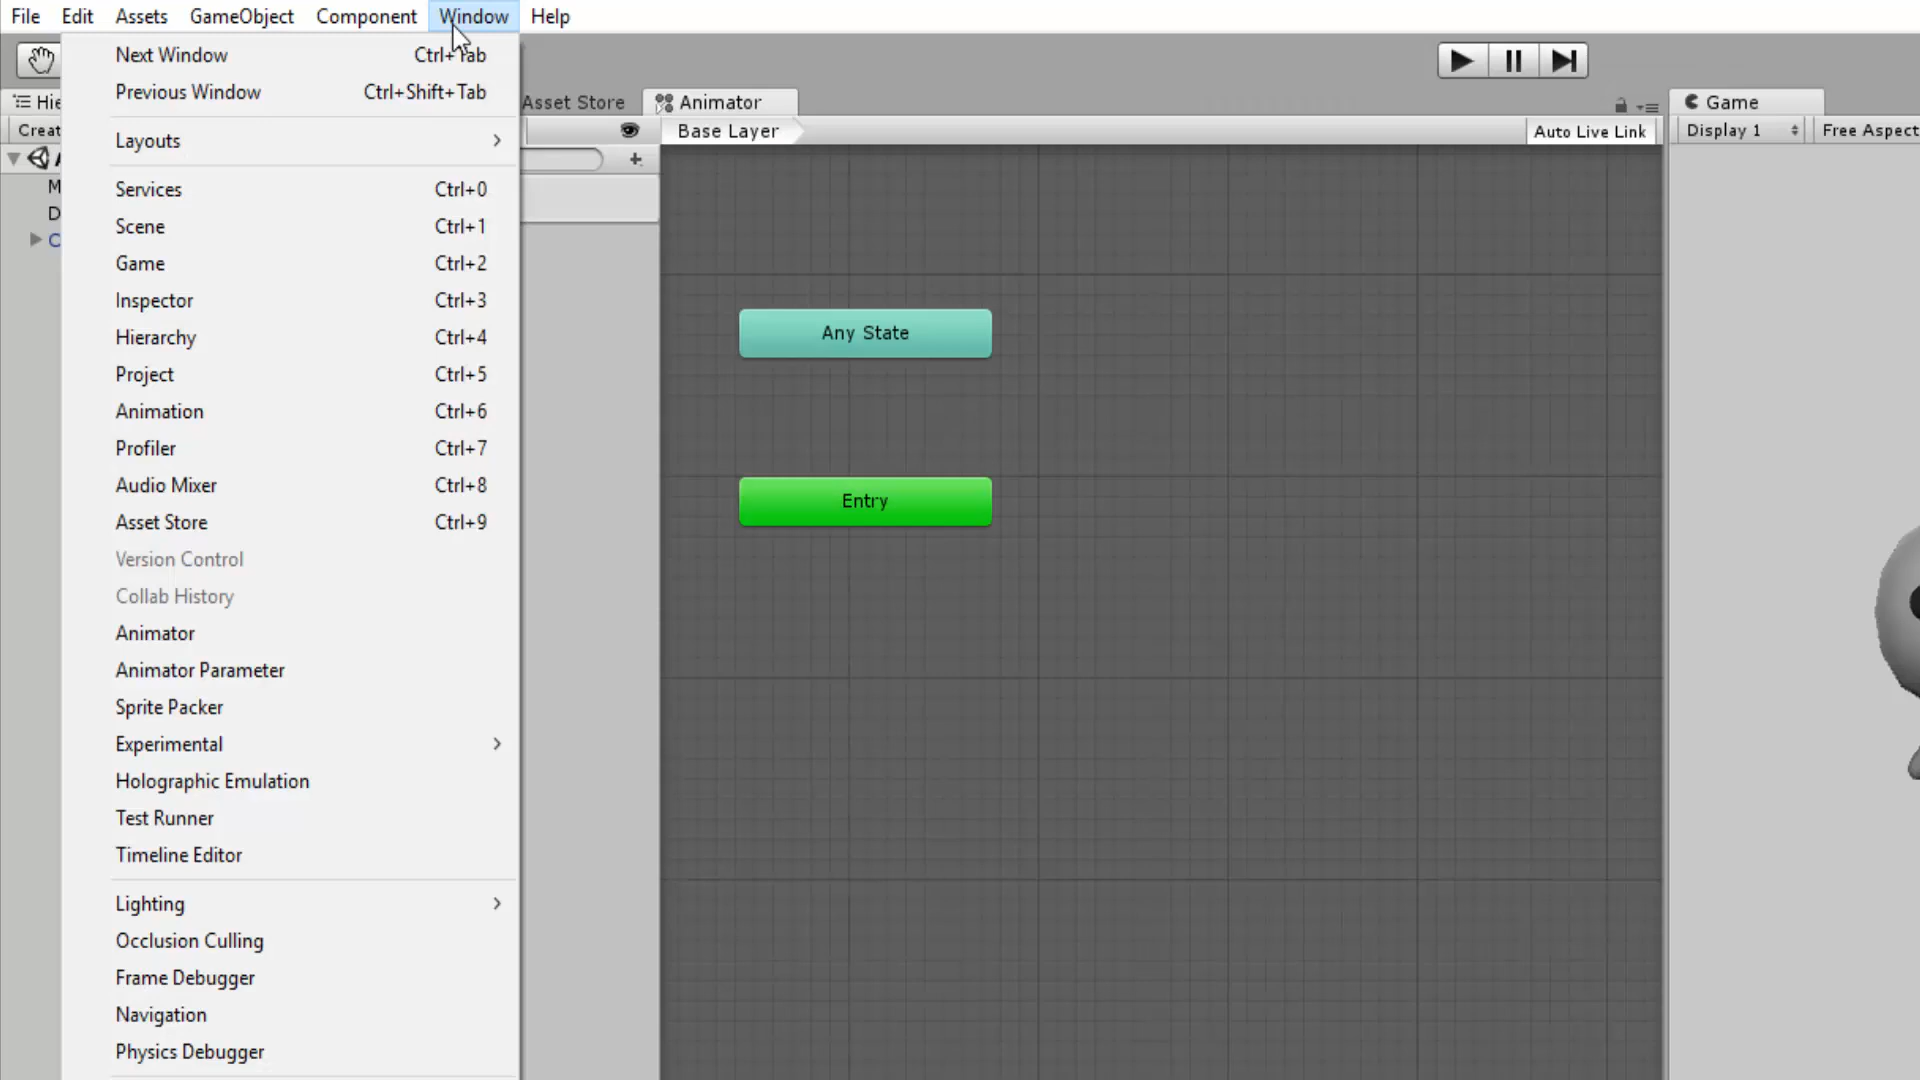 File Edit Assets GameObject Component Window Help
Next Window Ctrl+Tab
Previous Window Ctrl+Shift+Tab
Layouts
Services Ctrl+0
Scene Ctrl+1
Game Ctrl+2
Inspector Ctrl+3
Hierarchy Ctrl+4
Project Ctrl+5
Animation Ctrl+6
Profiler Ctrl+7
Audio Mixer Ctrl+8
Asset Store Ctrl+9
Version Control
Collab History
Animator
Animator Parameter
Sprite Packer
Experimental
Holographic Emulation
Test Runner
Timeline Editor
Lighting
Occlusion Culling
Frame Debugger
Navigation
Physics Debugger
Hie
Creat
M
D
Asset Store Animator
Base Layer Auto Live Link
Any State
Entry
Game
Display 1 Free Aspect